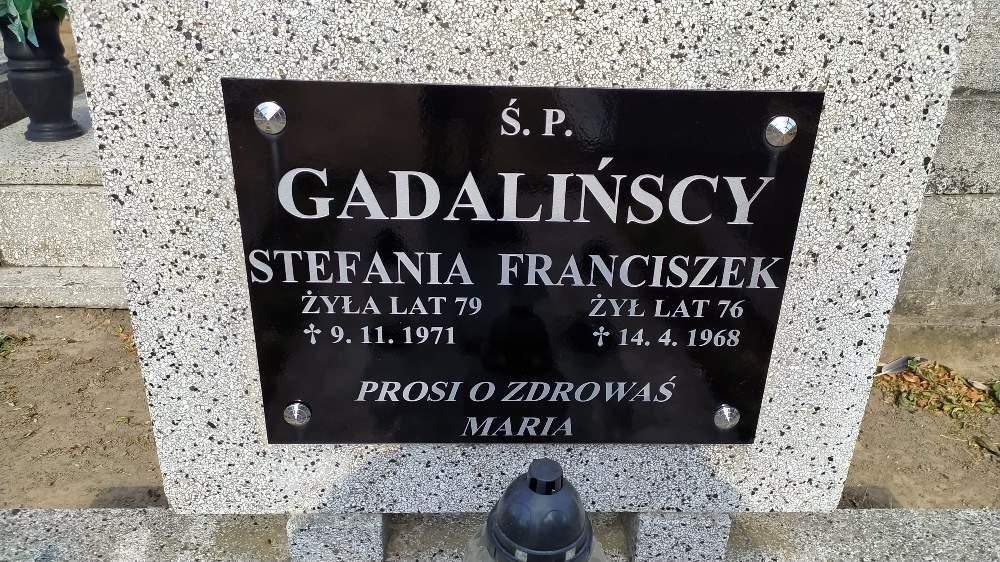 Ś. P.
GADALIŃSCY
STEFANIA FRANCISZEK
ŻYŁA LAT 79 ŻYŁ LAT 76
✝ 9. 11. 1971 ✝ 14. 4. 1968
PROSI O ZDROWAŚ
MARIA